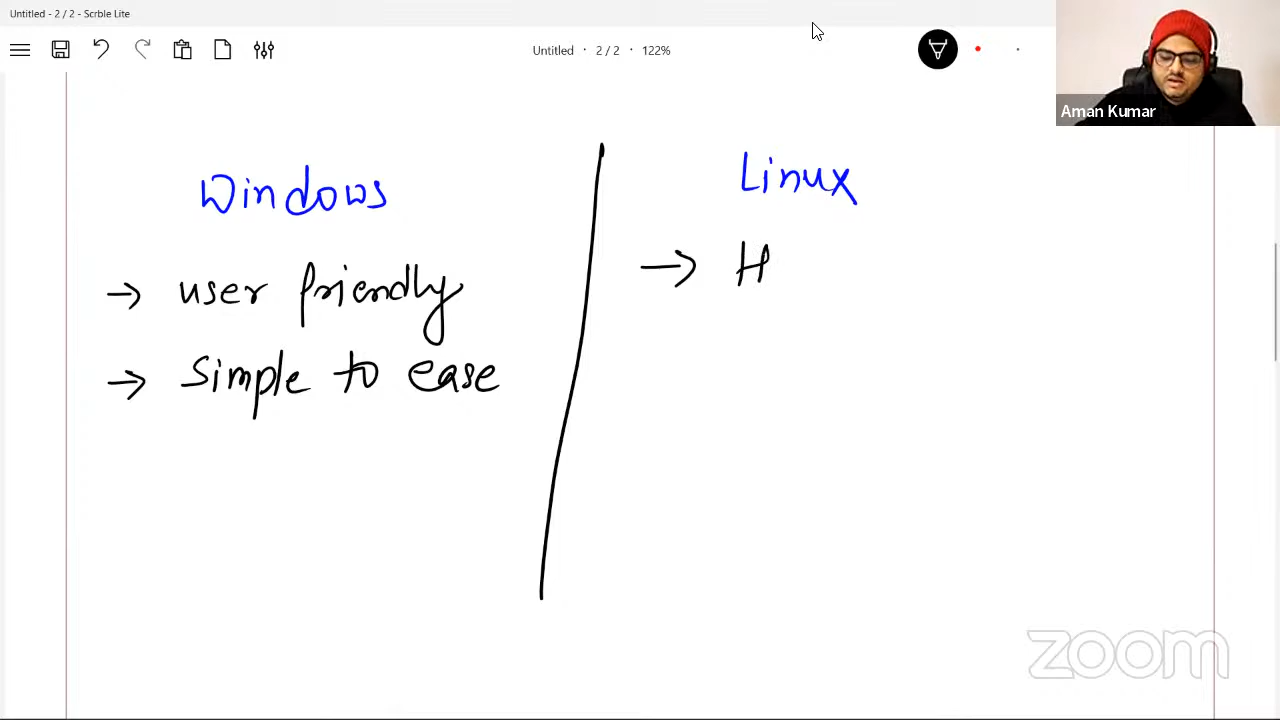 Untitled - 2 / 2 - Scrble Lite
Untitled · 2 / 2 · 122%
Aman Kumar
Windows
→ user friendly
→ Simple to ease
Linux
→ H
zoom